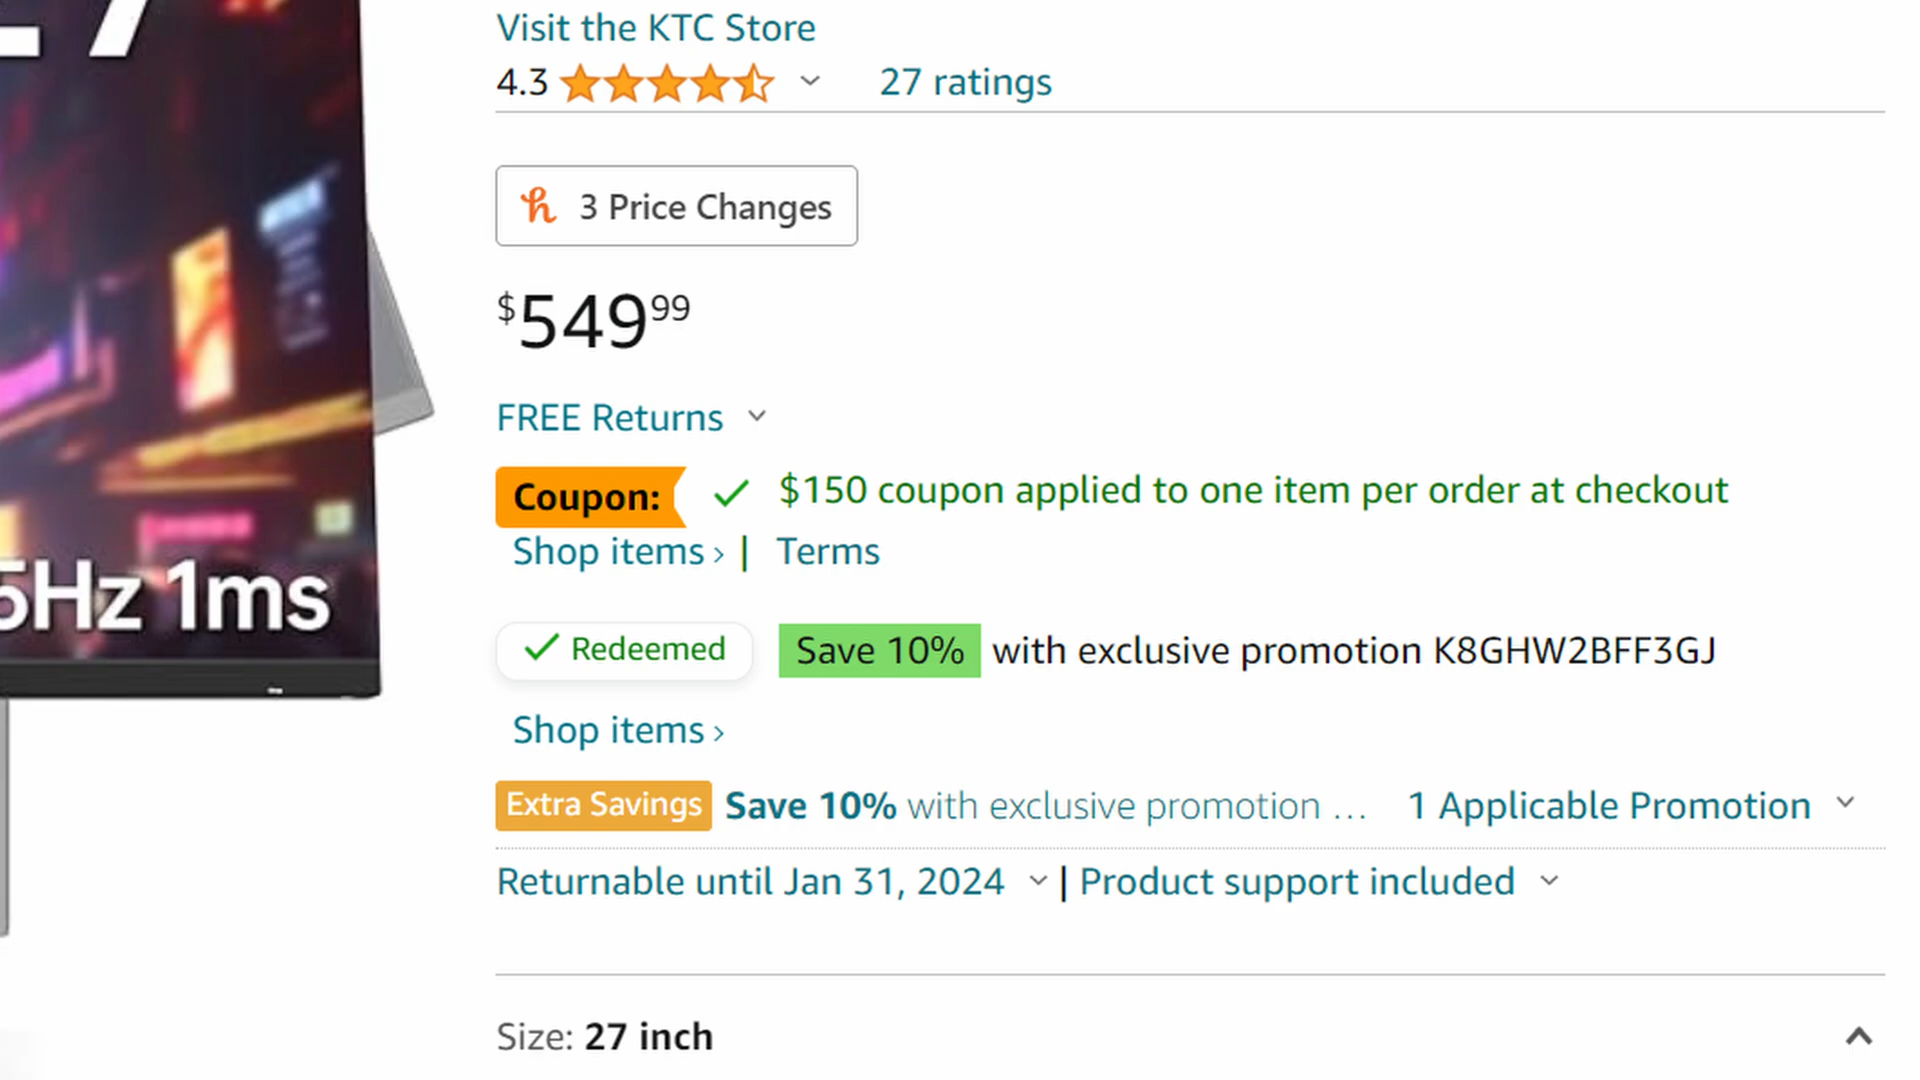 Visit the KTC Store
4.3 27 ratings
3 Price Changes
$549.99
FREE Returns
Coupon: $150 coupon applied to one item per order at checkout
Shop items › | Terms
Redeemed Save 10% with exclusive promotion K8GHW2BFF3GJ
Shop items ›
Extra Savings Save 10% with exclusive promotion ... 1 Applicable Promotion
Returnable until Jan 31, 2024 | Product support included
Size: 27 inch
5Hz 1ms